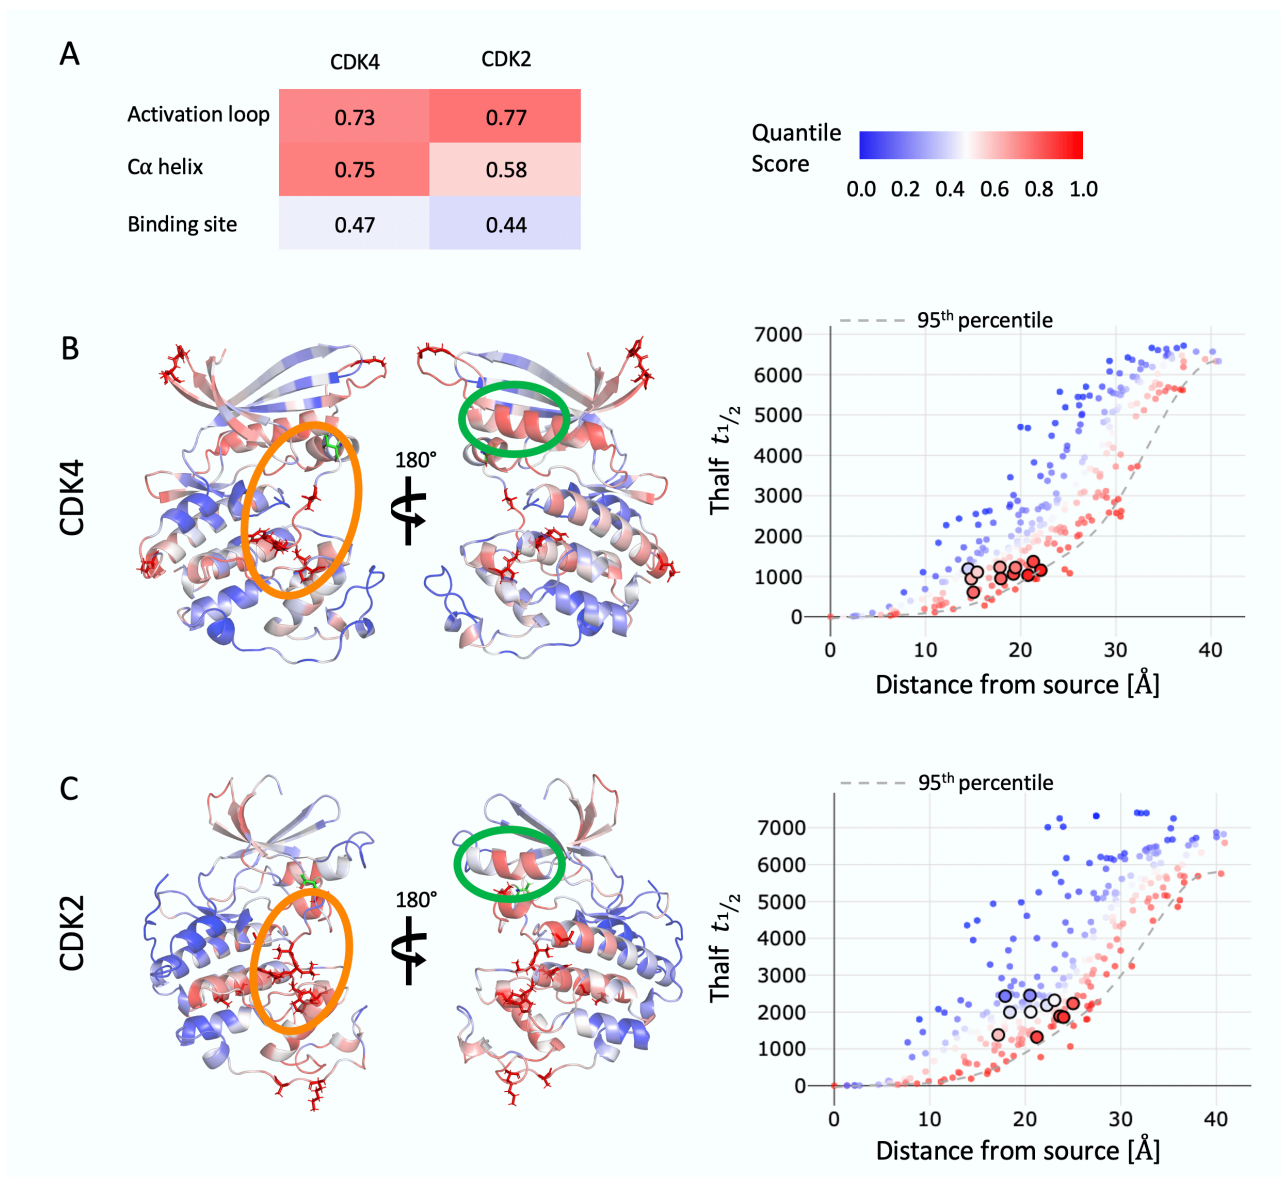 A
CDK4 CDK2
Activation loop 0.73 0.77
Cα helix 0.75 0.58
Binding site 0.47 0.44
Quantile
Score
0.0 0.2 0.4 0.6 0.8 1.0
B
CDK4
180°
95th percentile
7000
6000
5000
4000
3000
2000
1000
0
Thalf t1/2
0 10 20 30 40
Distance from source [Å]
C
CDK2
180°
95th percentile
7000
6000
5000
4000
3000
2000
1000
0
Thalf t1/2
0 10 20 30 40
Distance from source [Å]